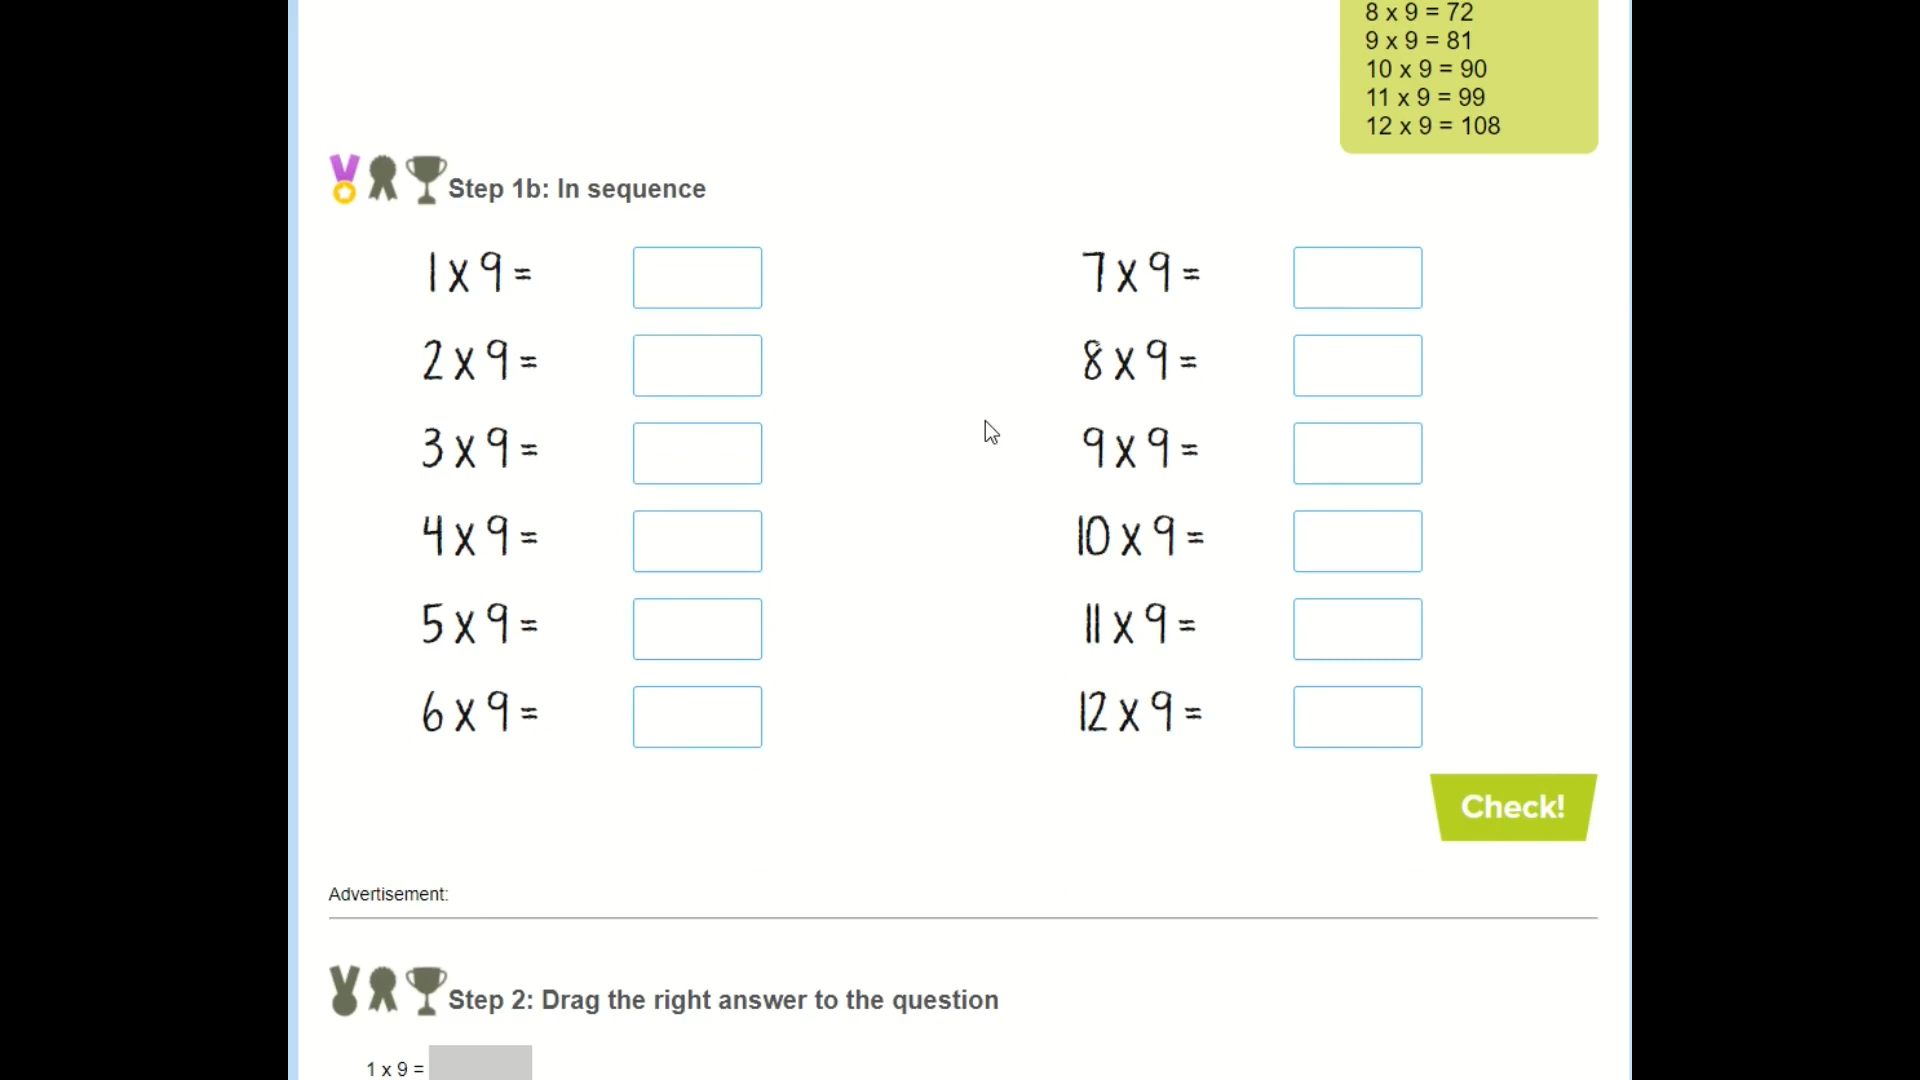 8 x 9 = 72
9 x 9 = 81
10 x 9 = 90
11 x 9 = 99
12 x 9 = 108
Step 1b: In sequence
1 x 9 =
2 x 9 =
3 x 9 =
4 x 9 =
5 x 9 =
6 x 9 =
7 x 9 =
8 x 9 =
9 x 9 =
10 x 9 =
11 x 9 =
12 x 9 =
Check!
Advertisement:
Step 2: Drag the right answer to the question
1 x 9 =